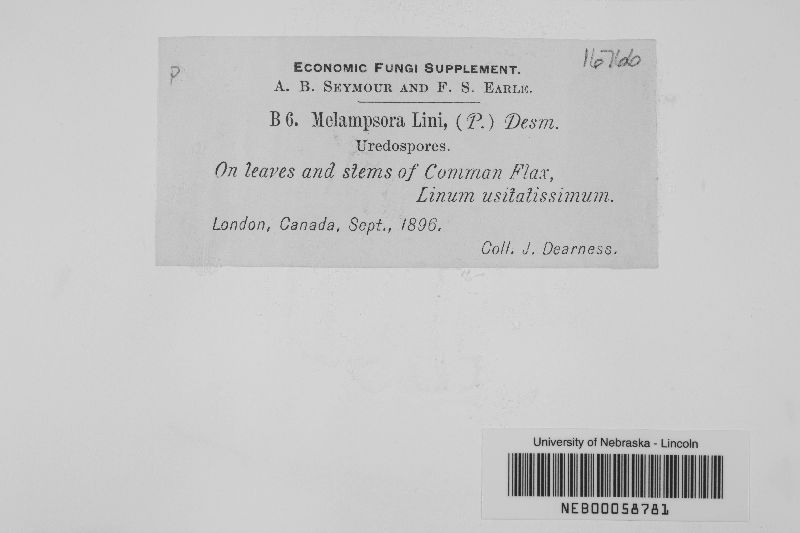 P
ECONOMIC FUNGI SUPPLEMENT.
A. B. SEYMOUR AND F. S. EARLE.
B 6. Melampsora Lini, (P.) Desm.
Uredospores.
On leaves and stems of Comman Flax,
Linum usitatissimum.
London, Canada, Sept., 1896.
Coll. J. Dearness.
University of Nebraska - Lincoln
NEB00058781